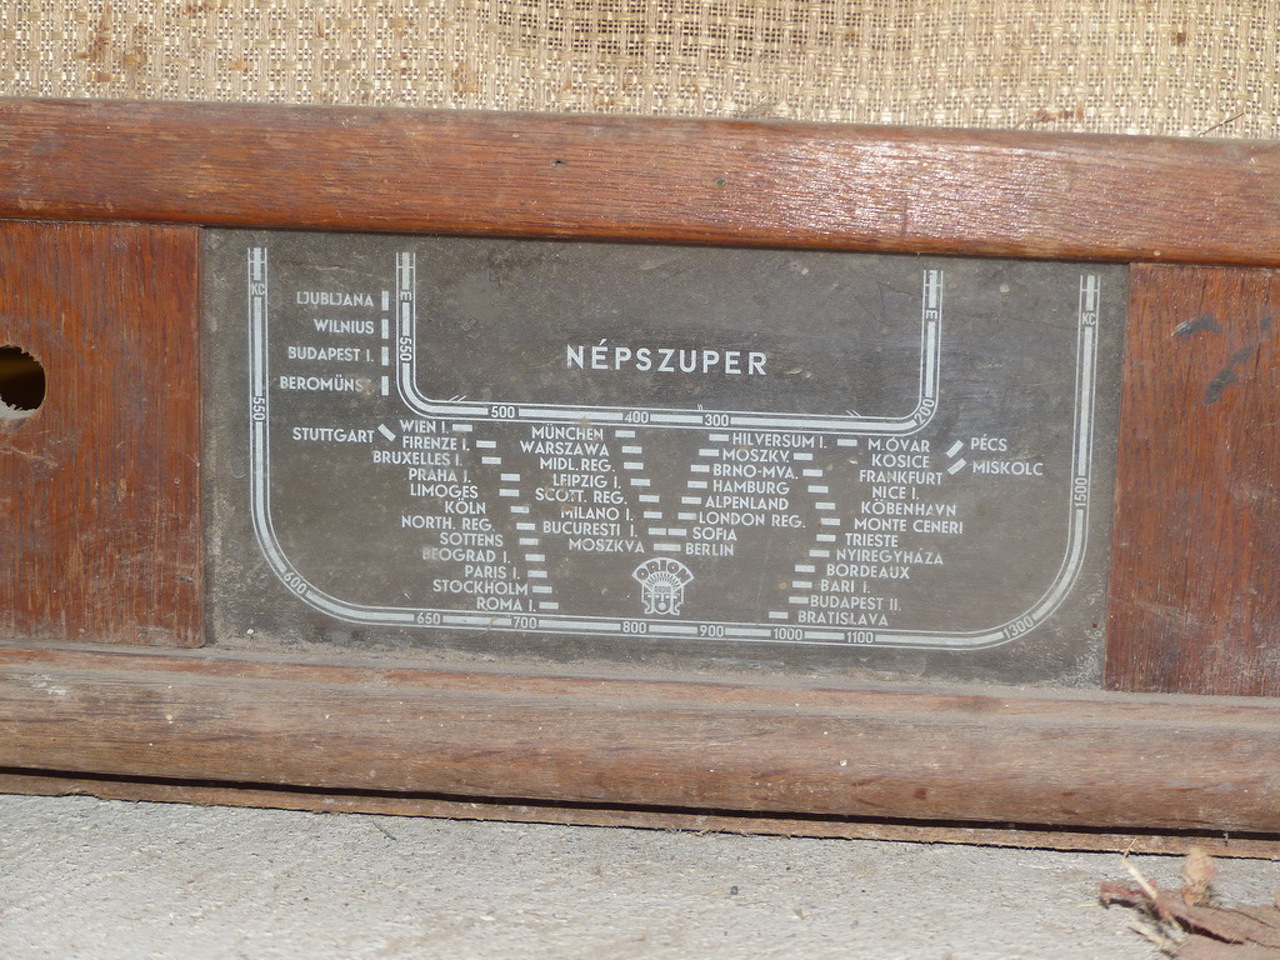 KC
LJUBLJANA
WILNIUS
BUDAPEST I.
STUTTGART
550
600
650
700
800
900
1000
1100
1300
1500
KC
m
550
500
400
300
200
m
NÉPSZUPER
WIEN I.
FIRENZE I.
BRUXELLES I.
PRAHA I.
LIMOGES
KÖLN
NORTH. REG.
SOTTENS
BEOGRAD I.
PARIS I.
STOCKHOLM
ROMA I.
MÜNCHEN
WARSZAWA
MIDL. REG.
LEIPZIG I.
SCOTT. REG.
MILANO I.
BUCURESTI I.
MOSZKVA
HILVERSUM I.
MOSZKV.
BRNO-MVA.
HAMBURG
ALPENLAND
LONDON REG.
SOFIA
BERLIN
M.ÓVAR
KOSICE
FRANKFURT
NICE I.
KÖBENHAVN
MONTE CENERI
TRIESTE
NYIREGYHÁZA
BORDEAUX
BARI I.
BUDAPEST II.
BRATISLAVA
PÉCS
MISKOLC
ORION